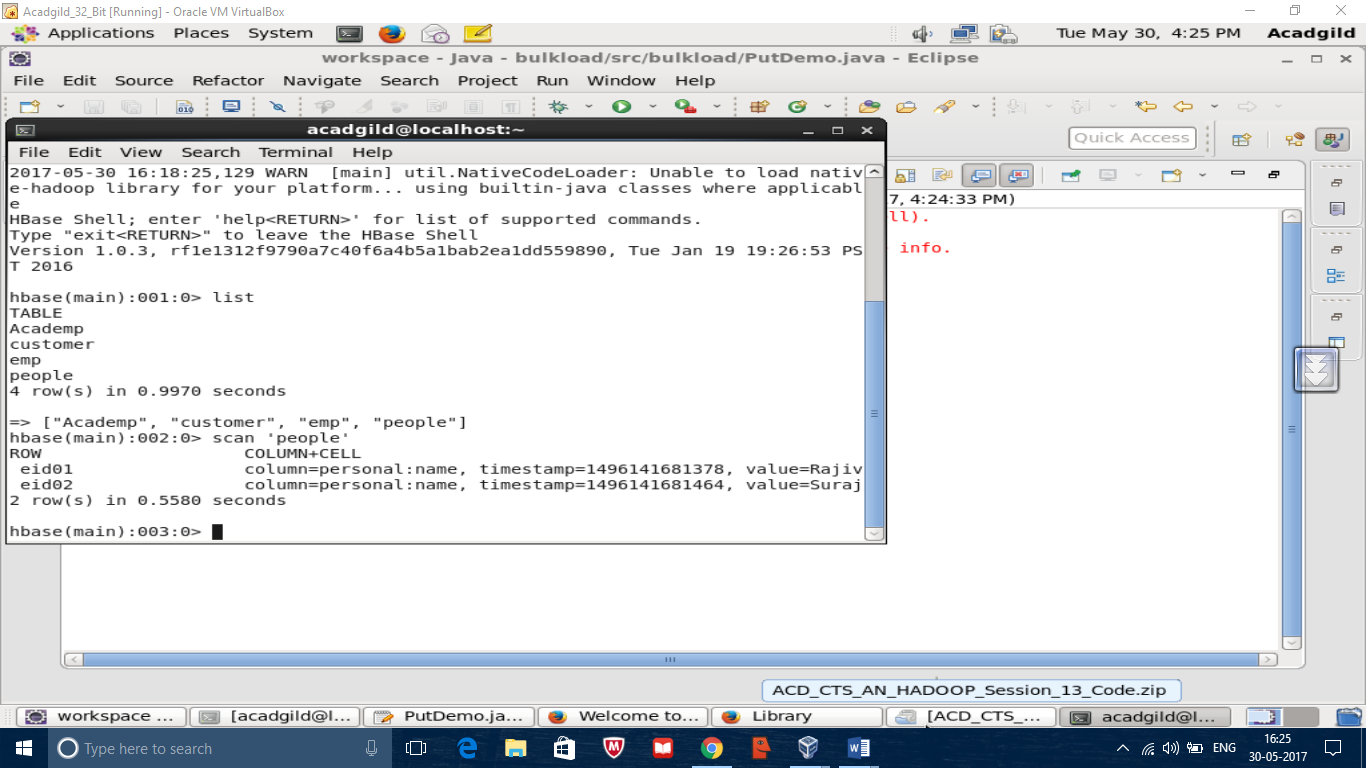 Acadgild_32_Bit [Running] - Oracle VM VirtualBox
Applications Places System Tue May 30, 4:25 PM Acadgild
workspace - Java - bulkload/src/bulkload/PutDemo.java - Eclipse
File Edit Source Refactor Navigate Search Project Run Window Help
acadgild@localhost:~
Quick Access
File Edit View Search Terminal Help
2017-05-30 16:18:25,129 WARN  [main] util.NativeCodeLoader: Unable to load nativ
e-hadoop library for your platform... using builtin-java classes where applicabl
e
HBase Shell; enter 'help<RETURN>' for list of supported commands.
Type "exit<RETURN>" to leave the HBase Shell
Version 1.0.3, rf1e1312f9790a7c40f6a4b5a1bab2ea1dd559890, Tue Jan 19 19:26:53 PS
T 2016
hbase(main):001:0> list
TABLE
Academp
customer
emp
people
4 row(s) in 0.9970 seconds
=> ["Academp", "customer", "emp", "people"]
hbase(main):002:0> scan 'people'
ROW COLUMN+CELL
eid01 column=personal:name, timestamp=1496141681378, value=Rajiv
eid02 column=personal:name, timestamp=1496141681464, value=Suraj
2 row(s) in 0.5580 seconds
hbase(main):003:0>
7, 4:24:33 PM)
ll).
info.
ACD_CTS_AN_HADOOP_Session_13_Code.zip
workspace ... [acadgild@l... PutDemo.ja... Welcome to... Library [ACD_CTS_... acadgild@l...
Type here to search
ENG
16:25
30-05-2017